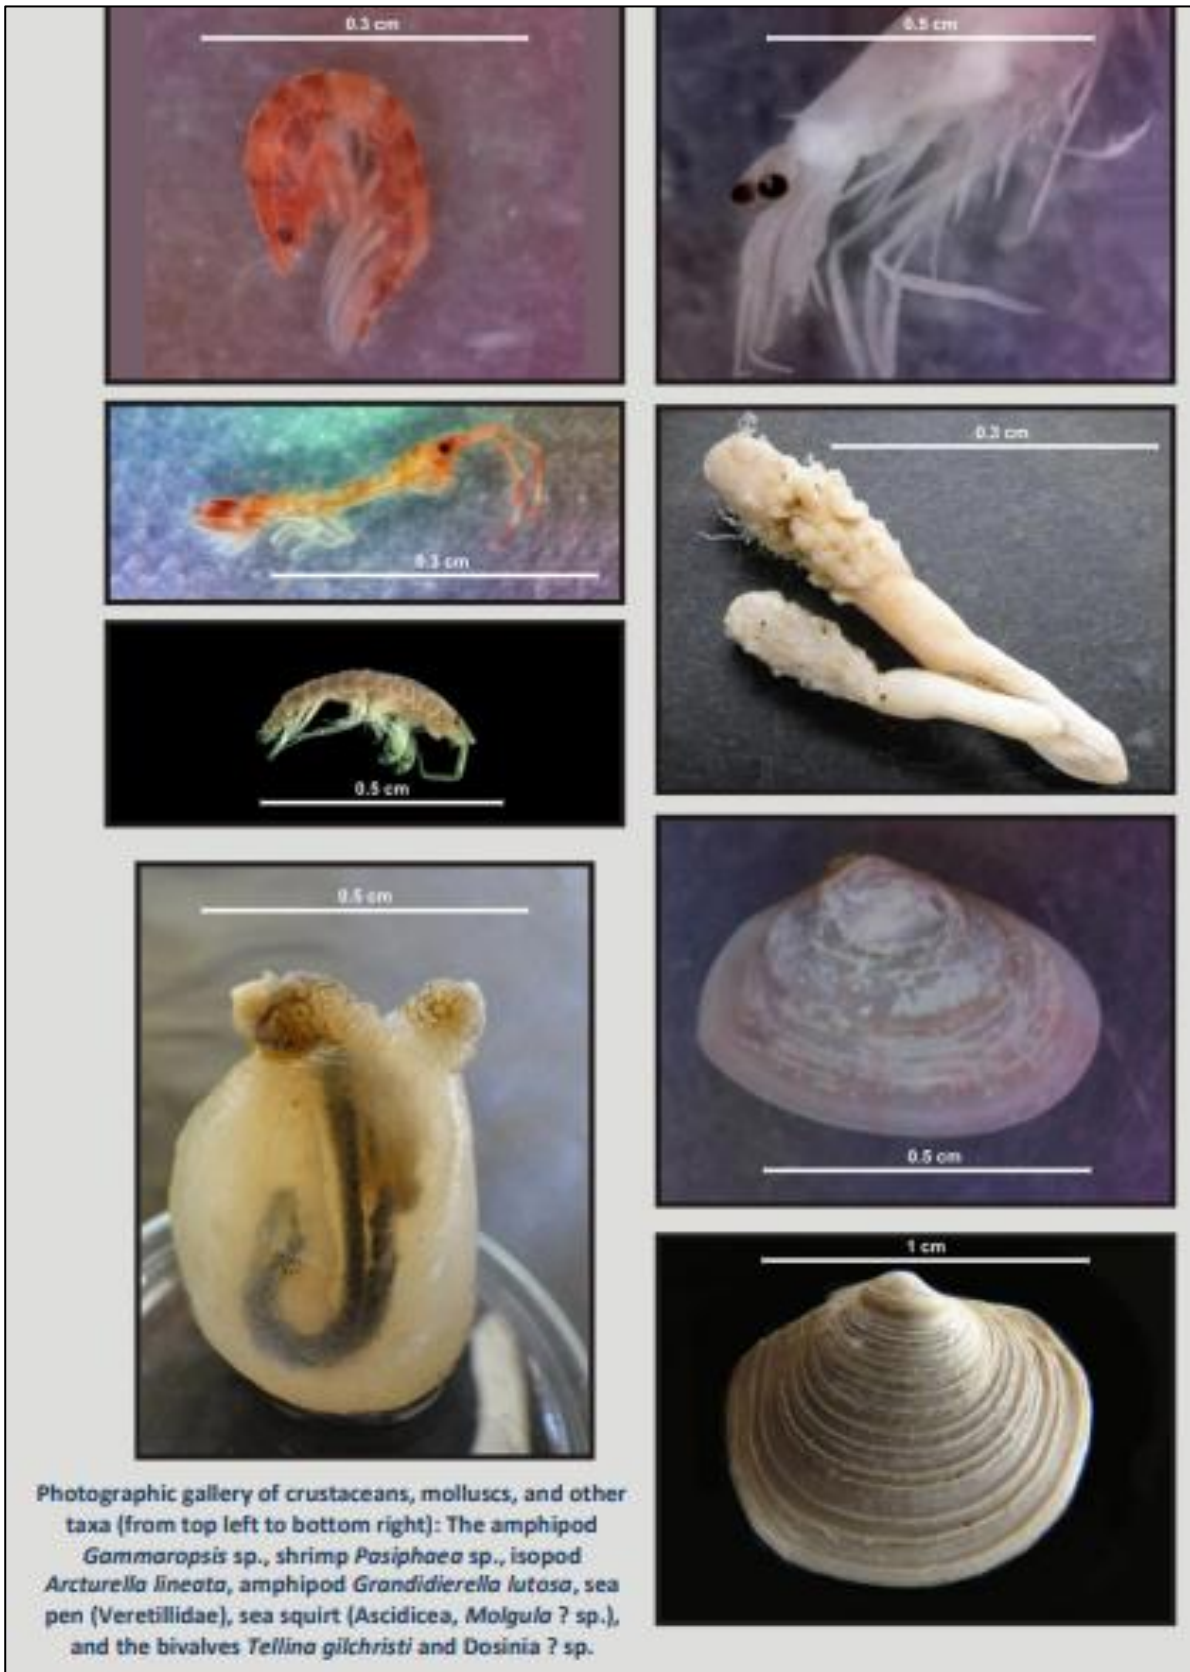 0.3 cm
0.5 cm
0.3 cm
0.3 cm
0.5 cm
0.5 cm
0.5 cm
1 cm
Photographic gallery of crustaceans, molluscs, and other
taxa (from top left to bottom right): The amphipod
Gammaropsis sp., shrimp Pasiphaea sp., isopod
Arcturella lineata, amphipod Grandidierella lutosa, sea
pen (Veretillidae), sea squirt (Ascidicea, Molgula ? sp.),
and the bivalves Tellina gilchristi and Dosinia ? sp.